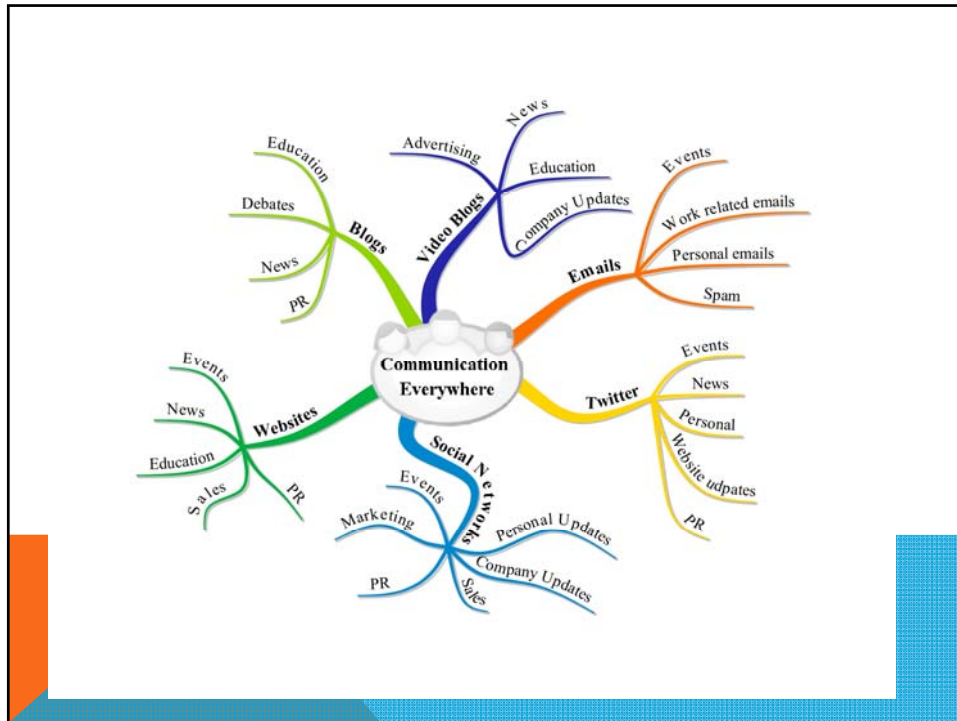 Communication
Everywhere
Blogs
Education
Debates
News
PR
Video Blogs
Advertising
News
Education
Company Updates
Emails
Events
Work related emails
Personal emails
Spam
Twitter
Events
News
Personal
Website udpates
PR
Social Networks
Events
Marketing
PR
Sales
Company Updates
Personal Updates
Websites
Events
News
Education
Sales
PR